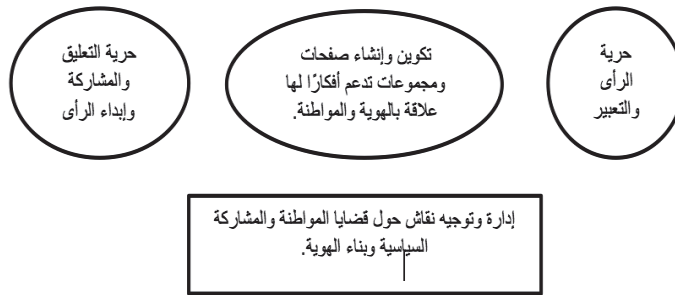 حرية
الرأى
والتعبير
تكوين وإنشاء صفحات
ومجموعات تدعم أفكارًا لها
علاقة بالهوية والمواطنة.
حرية التعليق
والمشاركة
وإبداء الرأى
إدارة وتوجيه نقاش حول قضايا المواطنة والمشاركة
السياسية وبناء الهوية.